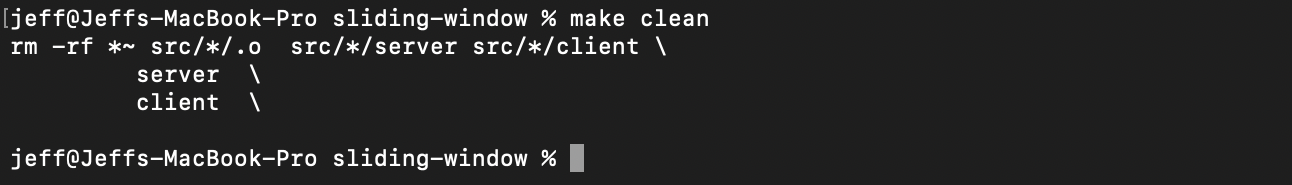 [jeff@Jeffs-MacBook-Pro sliding-window % make clean
rm -rf *~ src/*/.o  src/*/server src/*/client \
         server  \
         client  \
jeff@Jeffs-MacBook-Pro sliding-window %